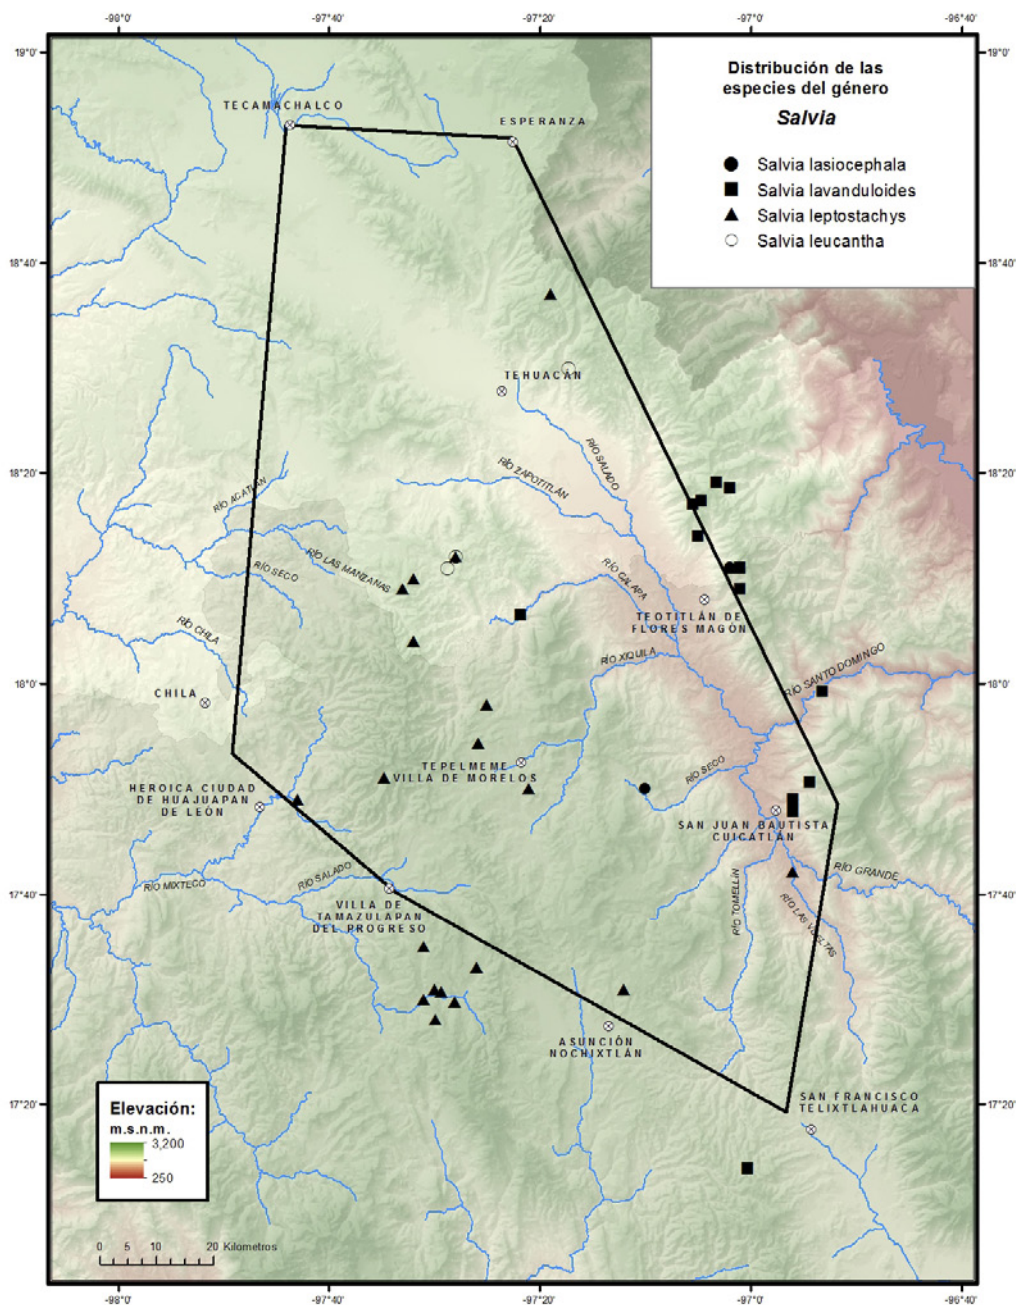 -98°0'
-97°40'
-97°20'
-97°0'
-96°40'
19°0'
19°0'
Distribución de las
especies del género
Salvia
Salvia lasiocephala
Salvia lavanduloides
Salvia leptostachys
Salvia leucantha
TECAMACHALCO
ESPERANZA
18°40'
18°40'
TEHUACÁN
RÍO SALADO
RÍO ZAPOTITLÁN
18°20'
18°20'
RÍO ACATLÁN
RÍO LAS MANZANAS
RÍO SECO
RÍO CALAPA
TEOTITLÁN DE
FLORES MAGÓN
RÍO CHILA
RÍO XIQUILA
RÍO SANTO DOMINGO
18°0'
18°0'
CHILA
TEPELMEME
VILLA DE MORELOS
RÍO SECO
HEROICA CIUDAD
DE HUAJUAPAN
DE LEÓN
SAN JUAN BAUTISTA
CUICATLÁN
RÍO GRANDE
RÍO MIXTECO
RÍO SALADO
17°40'
17°40'
VILLA DE
TAMAZULAPAN
DEL PROGRESO
RÍO TOMELLÍN
RÍO LAS VUELTAS
ASUNCIÓN
NOCHIXTLÁN
17°20'
17°20'
SAN FRANCISCO
TELIXTLAHUACA
Elevación:
m.s.n.m.
3,200
250
0 5 10 20 Kilometros
-98°0'
-97°40'
-97°20'
-97°0'
-96°40'